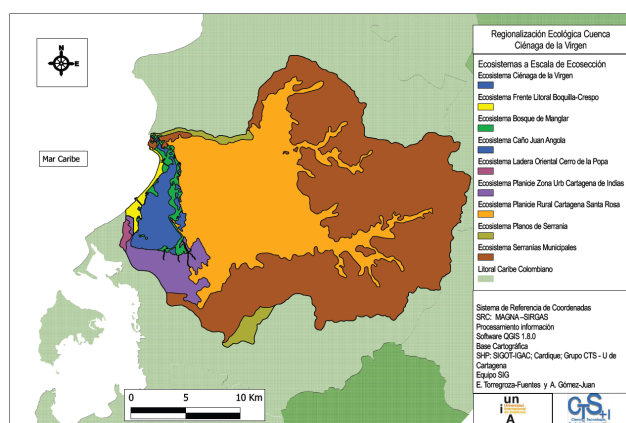 N
E
Mar Caribe
0 5 10 Km
Regionalización Ecológica Cuenca
Ciénaga de la Virgen
Ecosistemas a Escala de Ecosección
Ecosistema Ciénaga de la Virgen
Ecosistema Frente Litoral Boquilla-Crespo
Ecosistema Bosque de Manglar
Ecosistema Caño Juan Angola
Ecosistema Ladera Oriental Cerro de la Popa
Ecosistema Planicie Zona Urb Cartagena de Indias
Ecosistema Planicie Rural Cartagena Santa Rosa
Ecosistema Planos de Serranía
Ecosistema Serranías Municipales
Litoral Caribe Colombiano
Sistema de Referencia de Coordenadas
SRC: MAGNA –SIRGAS
Procesamiento información
Software QGIS 1.8.0
Base Cartográfica
SHP: SIGOT-IGAC; Cardique; Grupo CTS - U de
Cartagena
Equipo SIG
E. Torregroza-Fuentes y A. Gómez-Juan
un
i
A
CTS+I